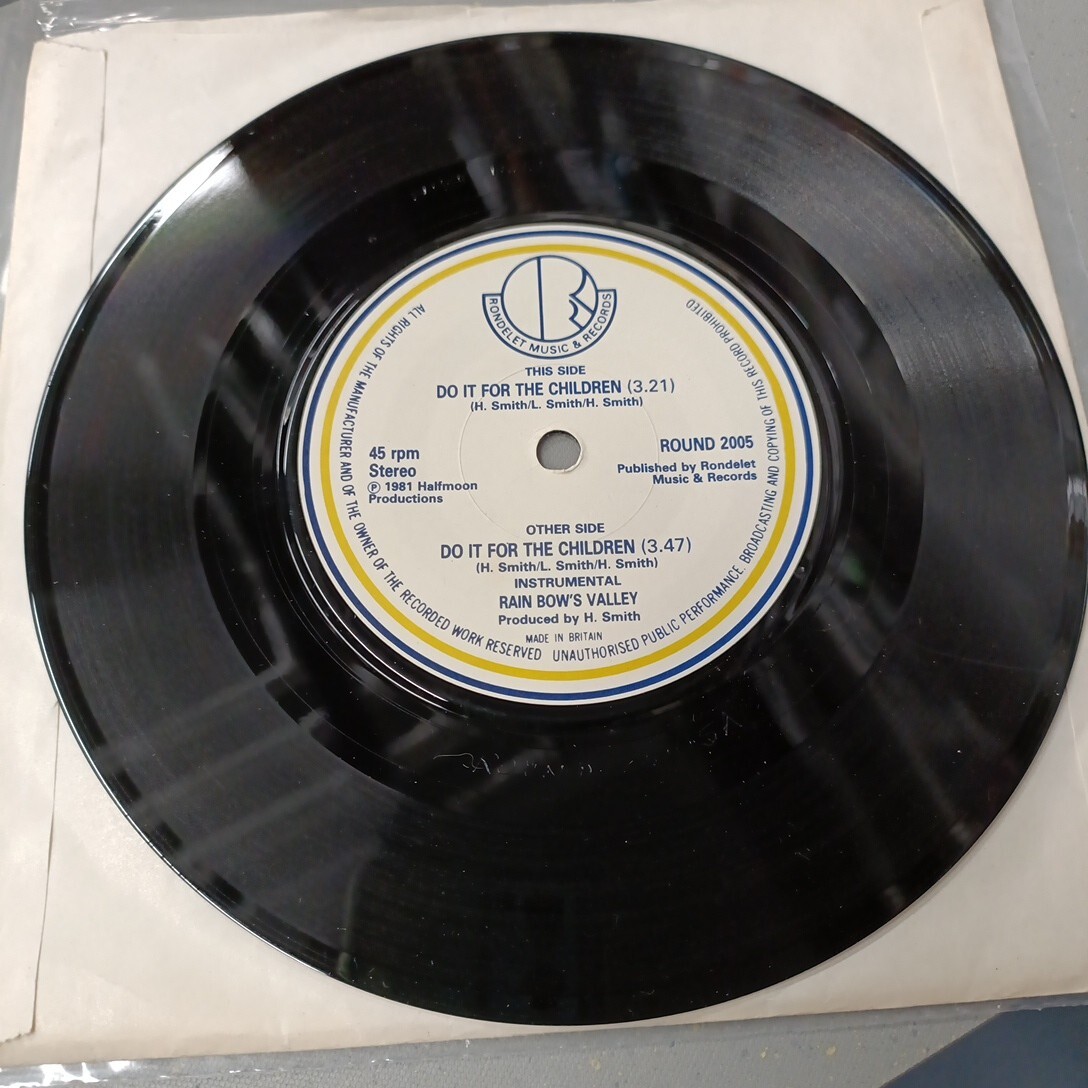 RONDELET MUSIC & RECORDS
THIS SIDE
DO IT FOR THE CHILDREN (3.21)
(H. Smith/L. Smith/H. Smith)
45 rpm
Stereo
Ⓟ 1981 Halfmoon
Productions
ROUND 2005
Published by Rondelet
Music & Records
OTHER SIDE
DO IT FOR THE CHILDREN (3.47)
(H. Smith/L. Smith/H. Smith)
INSTRUMENTAL
RAIN BOW'S VALLEY
Produced by H. Smith
MADE IN BRITAIN
ALL RIGHTS OF THE MANUFACTURER AND OF THE OWNER OF THE RECORDED WORK RESERVED UNAUTHORISED PUBLIC PERFORMANCE, BROADCASTING AND COPYING OF THIS RECORD PROHIBITED